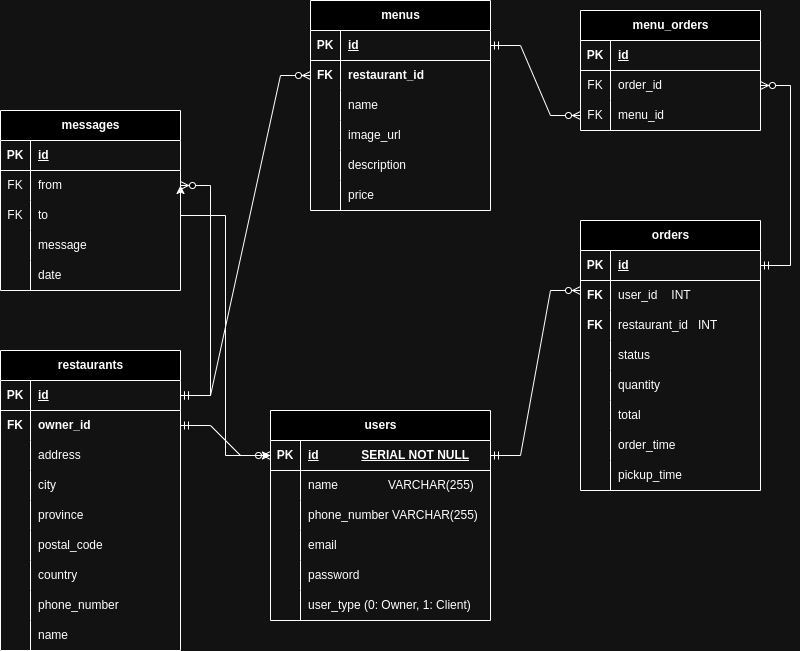 menus
PK id
FK restaurant_id
name
image_url
description
price
menu_orders
PK id
FK order_id
FK menu_id
messages
PK id
FK from
FK to
message
date
orders
PK id
FK user_id INT
FK restaurant_id INT
status
quantity
total
order_time
pickup_time
restaurants
PK id
FK owner_id
address
city
province
postal_code
country
phone_number
name
users
PK id SERIAL NOT NULL
name VARCHAR(255)
phone_number VARCHAR(255)
email
password
user_type (0: Owner, 1: Client)